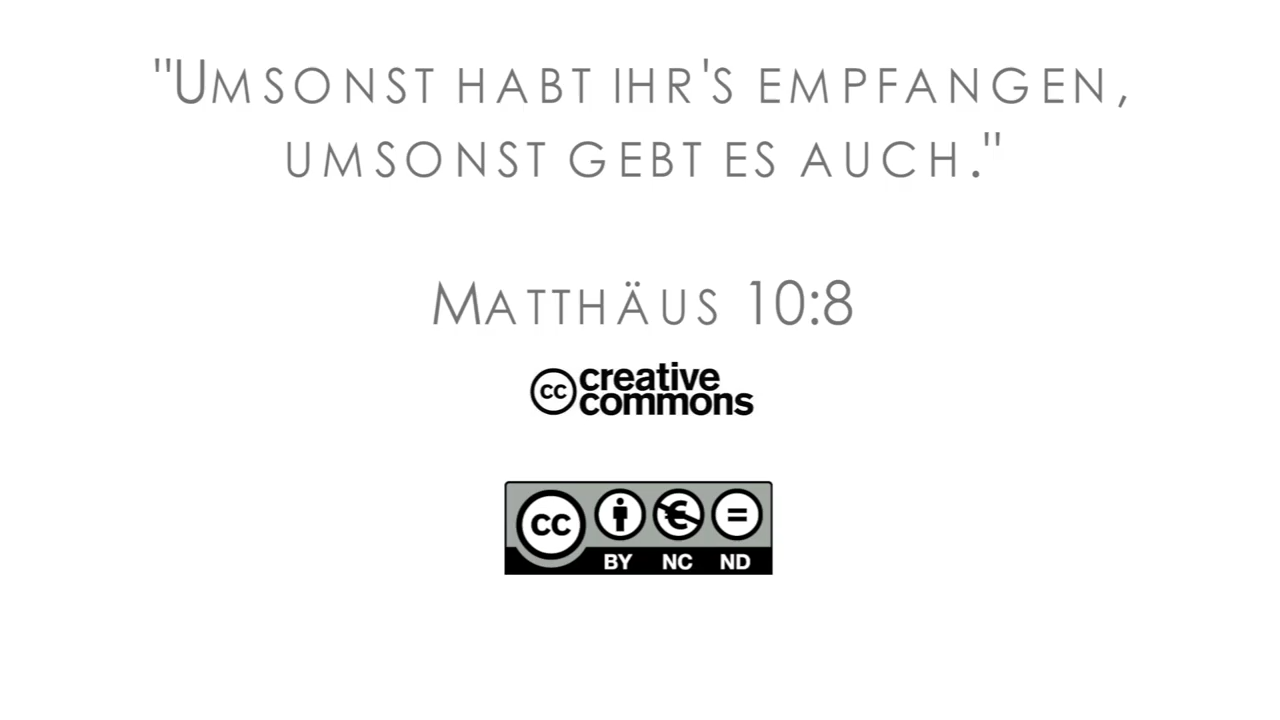 "UMSONST HABT IHR'S EMPFANGEN,
UMSONST GEBT ES AUCH."
MATTHÄUS 10:8
cc creative
commons
cc
BY NC ND